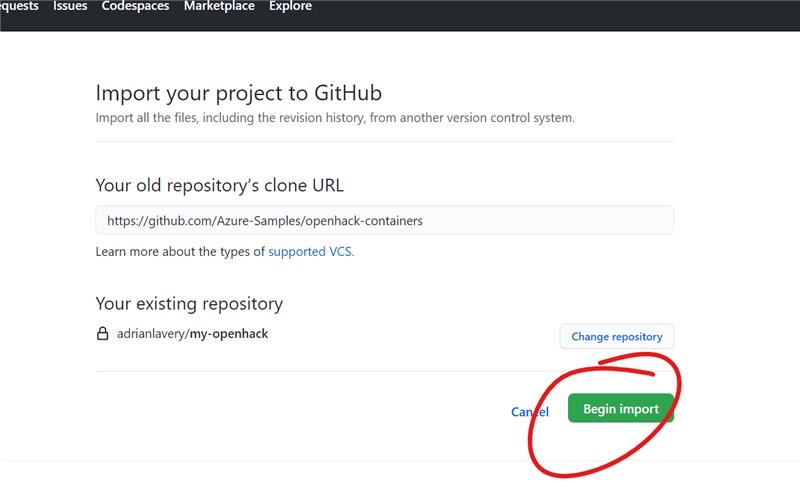 Issues Codespaces Marketplace Explore
Import your project to GitHub
Import all the files, including the revision history, from another version control system.
Your old repository's clone URL
https://github.com/Azure-Samples/openhack-containers
Learn more about the types of supported VCS.
Your existing repository
adrianlavery/my-openhack
Change repository
Cancel
Begin import